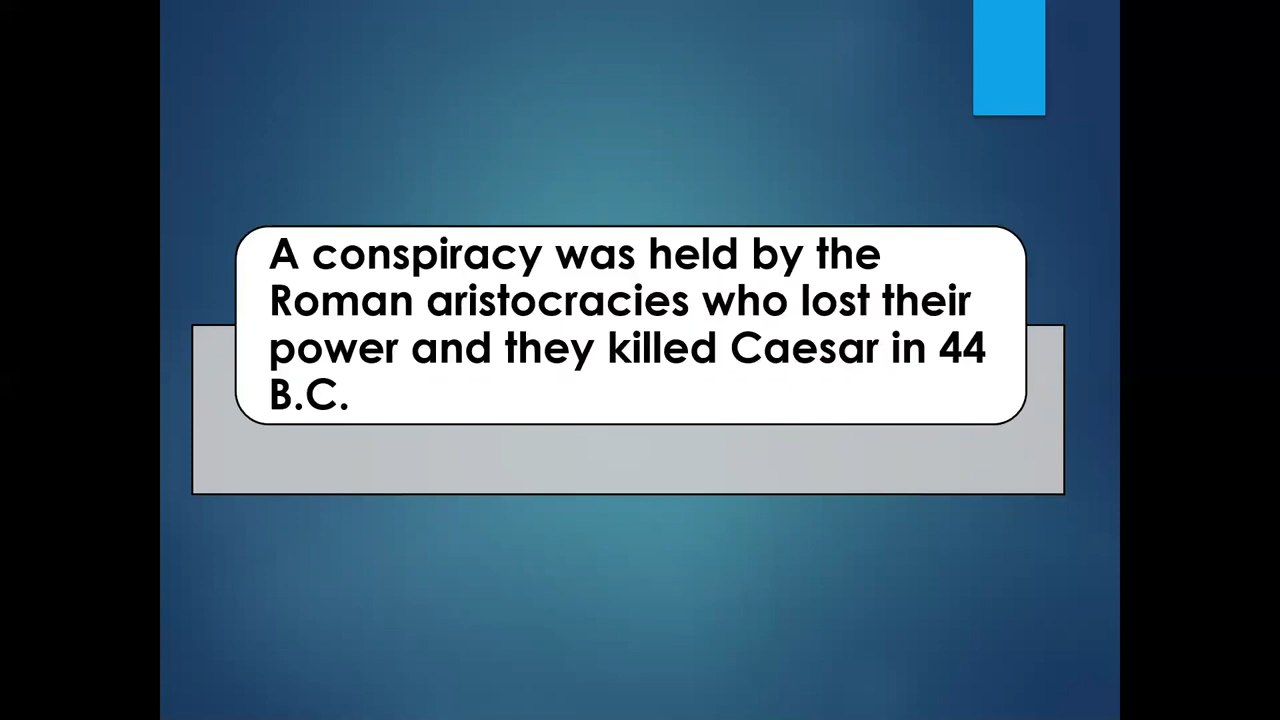 A conspiracy was held by the
Roman aristocracies who lost their
power and they killed Caesar in 44
B.C.